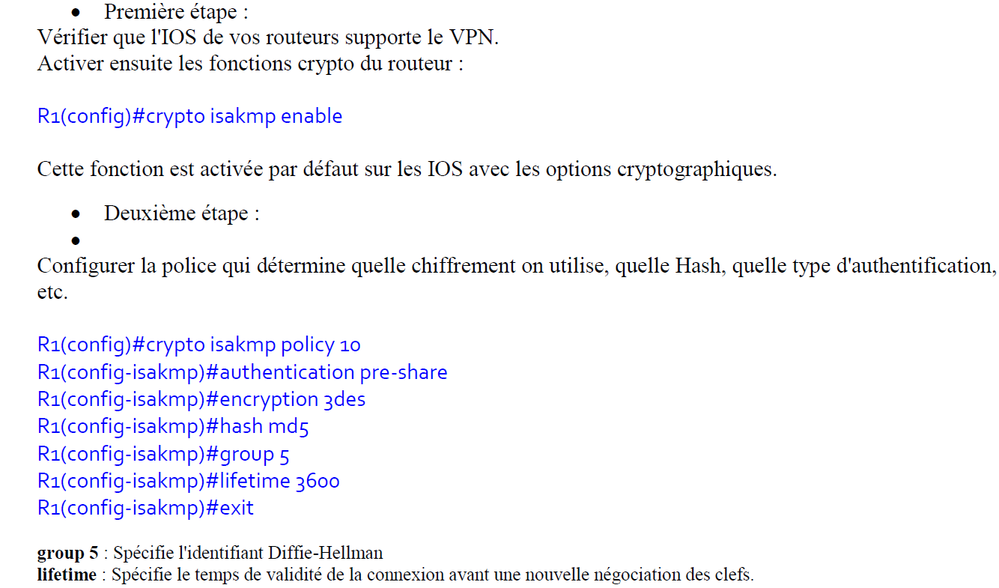 • Première étape :
Vérifier que l'IOS de vos routeurs supporte le VPN.
Activer ensuite les fonctions crypto du routeur :
R1(config)#crypto isakmp enable
Cette fonction est activée par défaut sur les IOS avec les options cryptographiques.
• Deuxième étape :
•
Configurer la police qui détermine quelle chiffrement on utilise, quelle Hash, quelle type d'authentification,
etc.
R1(config)#crypto isakmp policy 10
R1(config-isakmp)#authentication pre-share
R1(config-isakmp)#encryption 3des
R1(config-isakmp)#hash md5
R1(config-isakmp)#group 5
R1(config-isakmp)#lifetime 3600
R1(config-isakmp)#exit
group 5 : Spécifie l'identifiant Diffie-Hellman
lifetime : Spécifie le temps de validité de la connexion avant une nouvelle négociation des clefs.